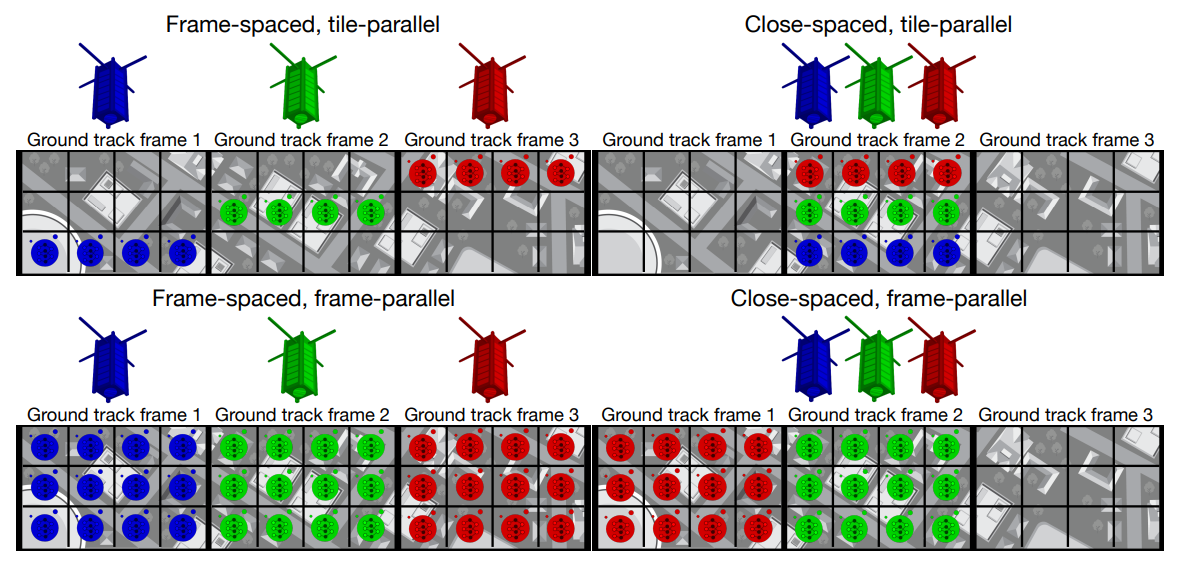 Frame-spaced, tile-parallel
Close-spaced, tile-parallel
Ground track frame 1
Ground track frame 2
Ground track frame 3
Ground track frame 1
Ground track frame 2
Ground track frame 3
Frame-spaced, frame-parallel
Close-spaced, frame-parallel
Ground track frame 1
Ground track frame 2
Ground track frame 3
Ground track frame 1
Ground track frame 2
Ground track frame 3